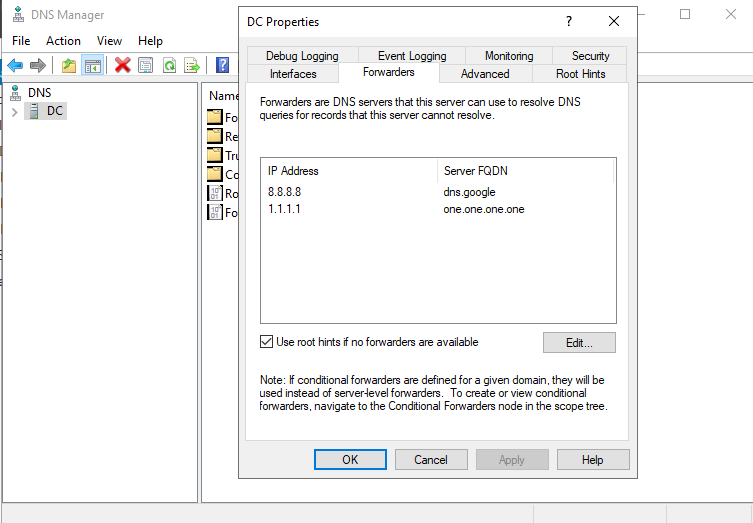 DNS Manager
File Action View Help
DNS
DC
Name
Fo
Re
Tru
Co
Ro
Fo
DC Properties
Debug Logging Event Logging Monitoring Security
Interfaces Forwarders Advanced Root Hints
Forwarders are DNS servers that this server can use to resolve DNS
queries for records that this server cannot resolve.
IP Address Server FQDN
8.8.8.8 dns.google
1.1.1.1 one.one.one.one
Use root hints if no forwarders are available Edit...
Note: If conditional forwarders are defined for a given domain, they will be
used instead of server-level forwarders. To create or view conditional
forwarders, navigate to the Conditional Forwarders node in the scope tree.
OK Cancel Apply Help